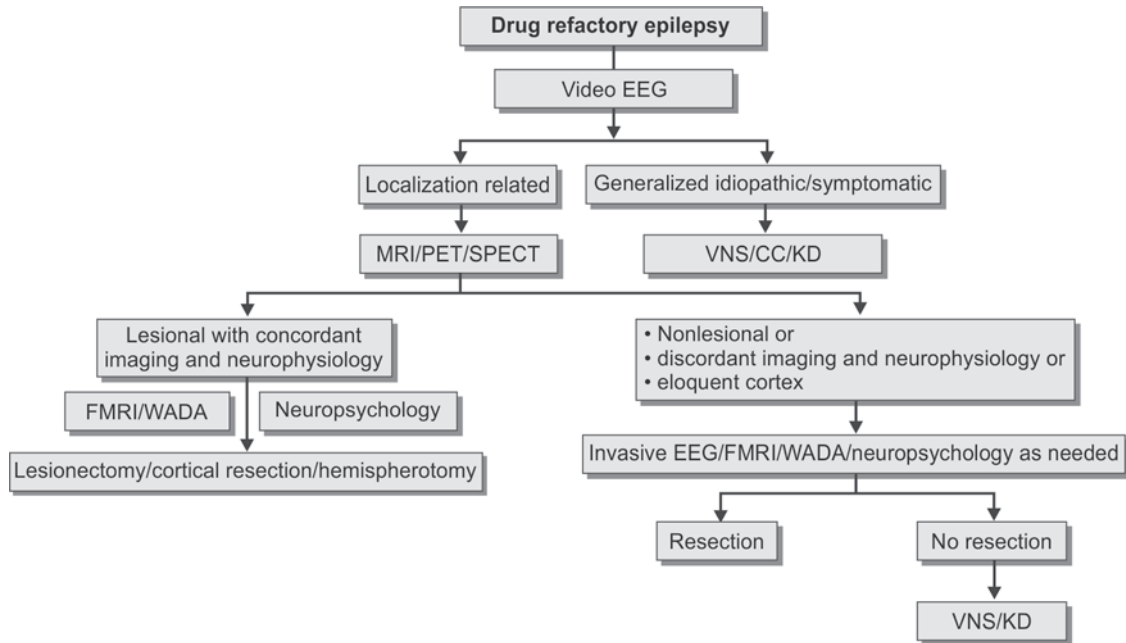 Drug refactory epilepsy
Video EEG
Localization related
Generalized idiopathic/symptomatic
MRI/PET/SPECT
VNS/CC/KD
Lesional with concordant
imaging and neurophysiology
• Nonlesional or
• discordant imaging and neurophysiology or
• eloquent cortex
FMRI/WADA
Neuropsychology
Lesionectomy/cortical resection/hemispherotomy
Invasive EEG/FMRI/WADA/neuropsychology as needed
Resection
No resection
VNS/KD